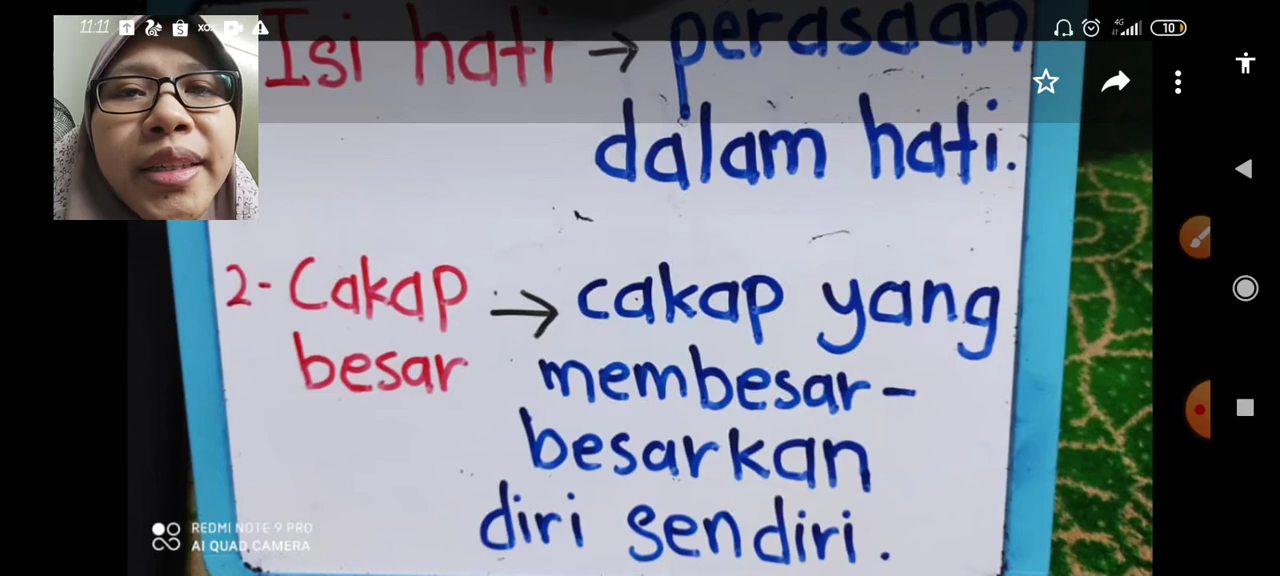 11:11
4G
10
Isi hati → perasaan
dalam hati.
2- Cakap → cakap yang
besar membesar-
besarkan
diri sendiri.
REDMI NOTE 9 PRO
AI QUAD CAMERA